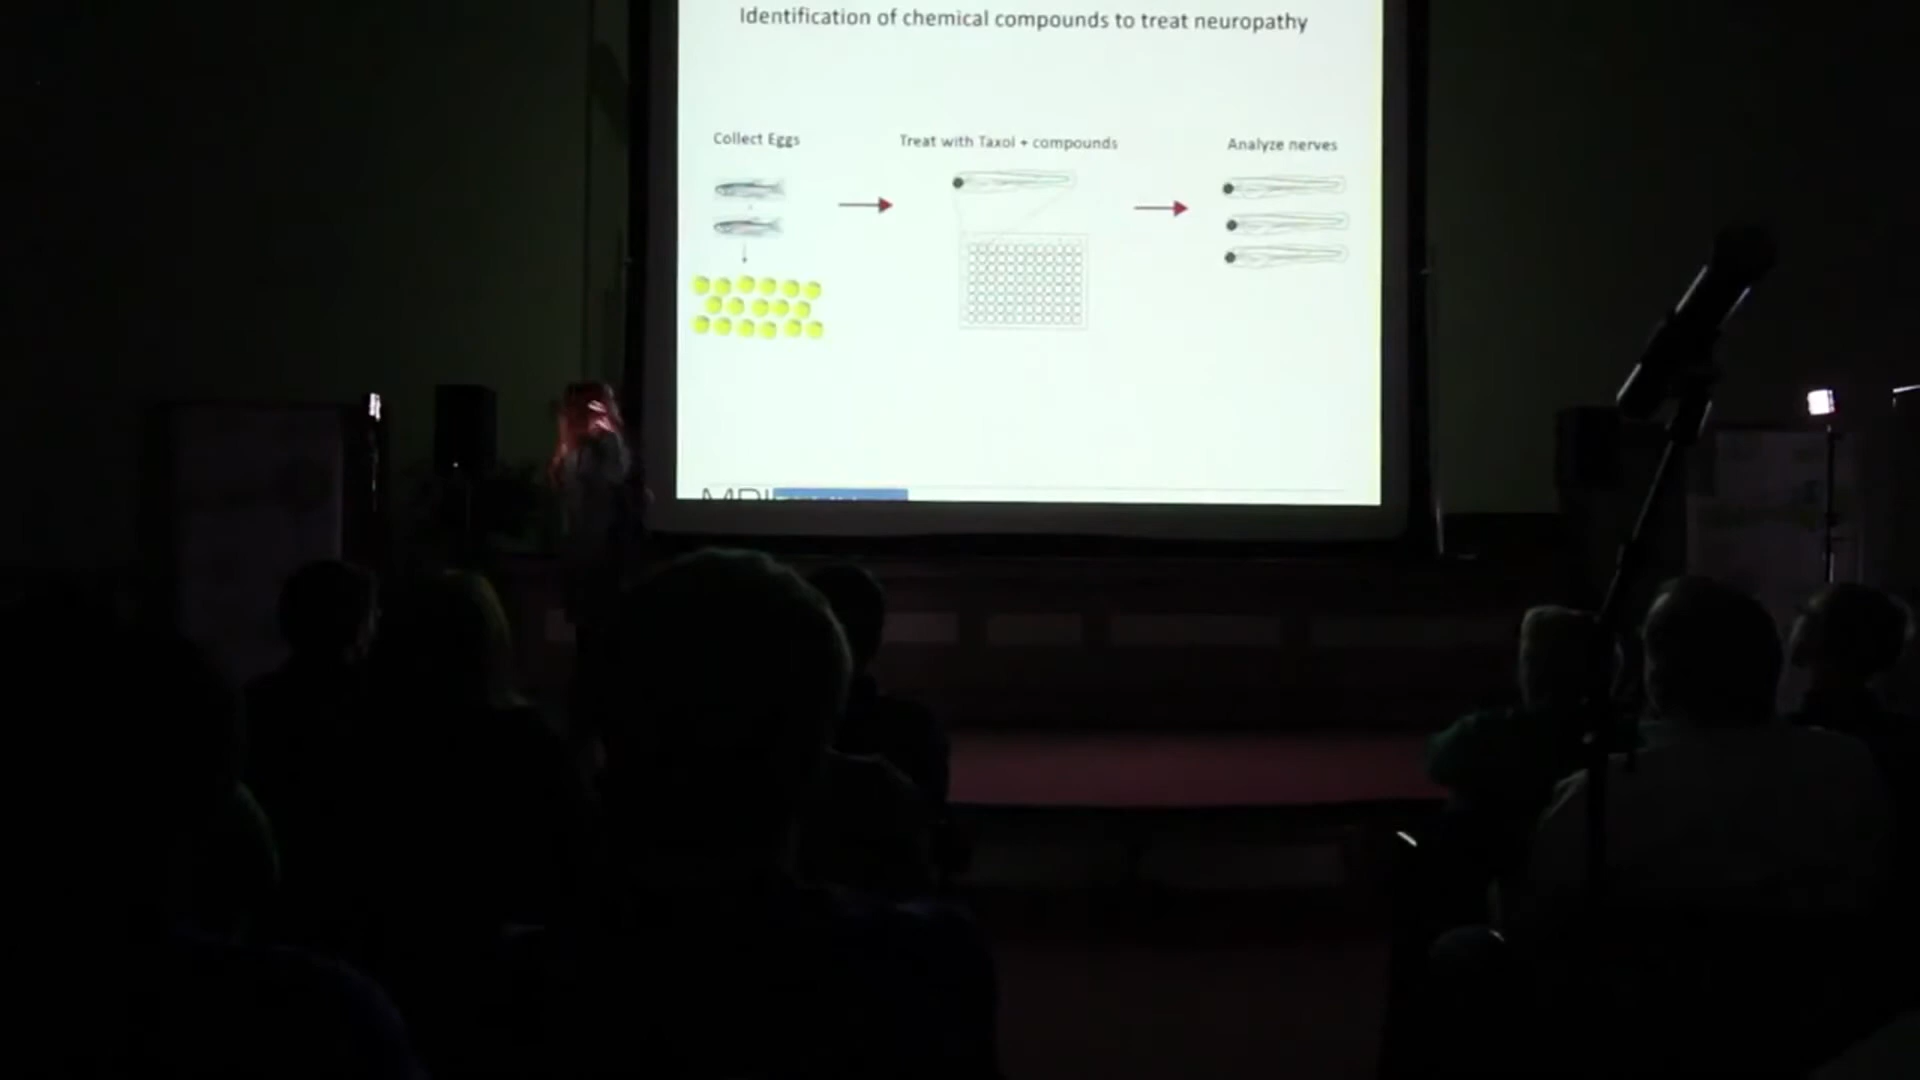 Identification of chemical compounds to treat neuropathy
Collect Eggs
Treat with Taxol + compounds
Analyze nerves